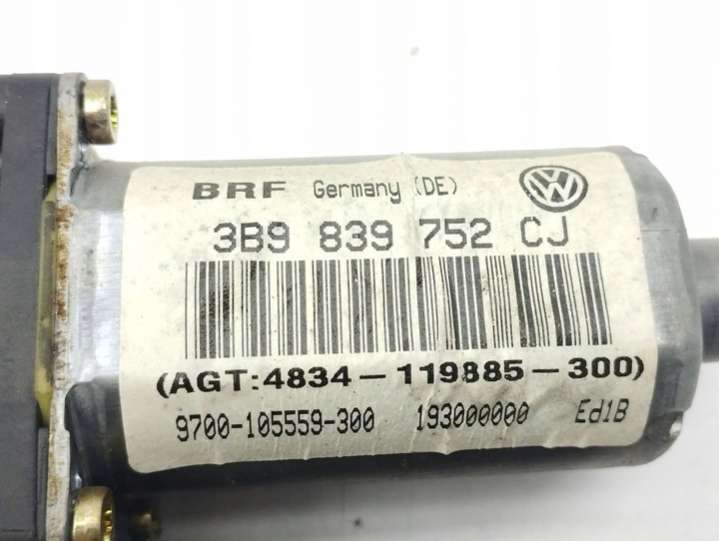 BRF Germany (DE)
3B9 839 752 CJ
(AGT:4834-119885-300)
9700-105559-300 193000000 Ed1B